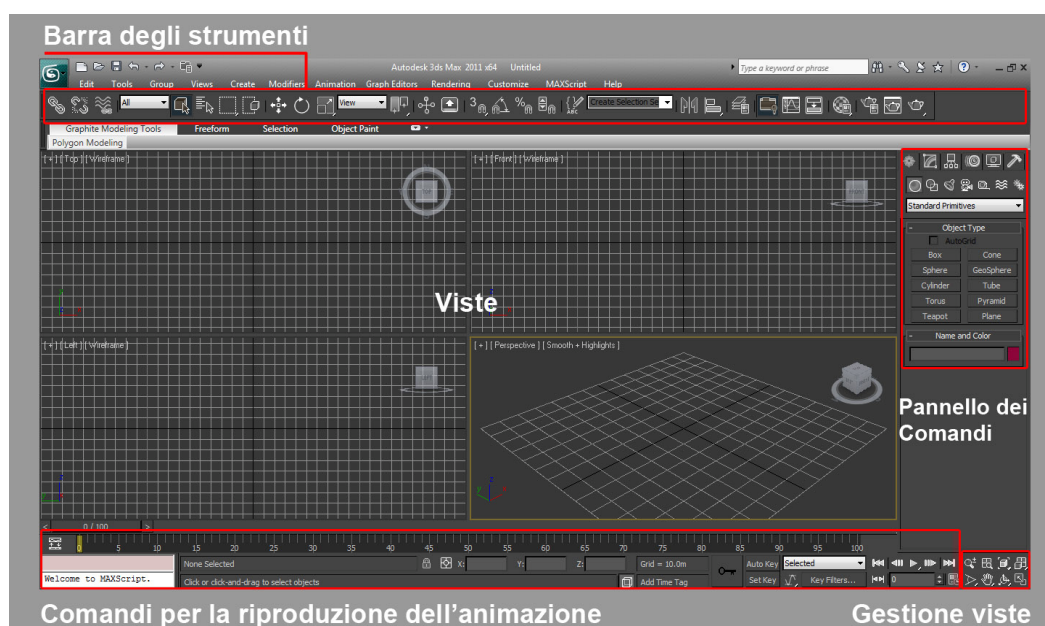 Barra degli strumenti
Autodesk 3ds Max 2011 x64 Untitled
Type a keyword or phrase
Edit Tools Group Views Create Modifiers Animation Graph Editors Rendering Customize MAXScript Help
All View Create Selection Se
Graphite Modeling Tools Freeform Selection Object Paint
Polygon Modeling
[ + ] [ Top ] [ Wireframe ]
TOP
[ + ] [ Front ] [ Wireframe ]
FRONT
Standard Primitives
- Object Type
AutoGrid
Box Cone
Sphere GeoSphere
Cylinder Tube
Torus Pyramid
Teapot Plane
- Name and Color
Viste
[ + ] [ Left ] [ Wireframe ]
LEFT
[ + ] [ Perspective ] [ Smooth + Highlights ]
Pannello dei
Comandi
< 0 / 100 >
0 5 10 15 20 25 30 35 40 45 50 55 60 65 70 75 80 85 90 95 100
None Selected X: Y: Z: Grid = 10.0m Auto Key Selected
Welcome to MAXScript. Click or click-and-drag to select objects Add Time Tag Set Key Key Filters... 0
Comandi per la riproduzione dell'animazione
Gestione viste